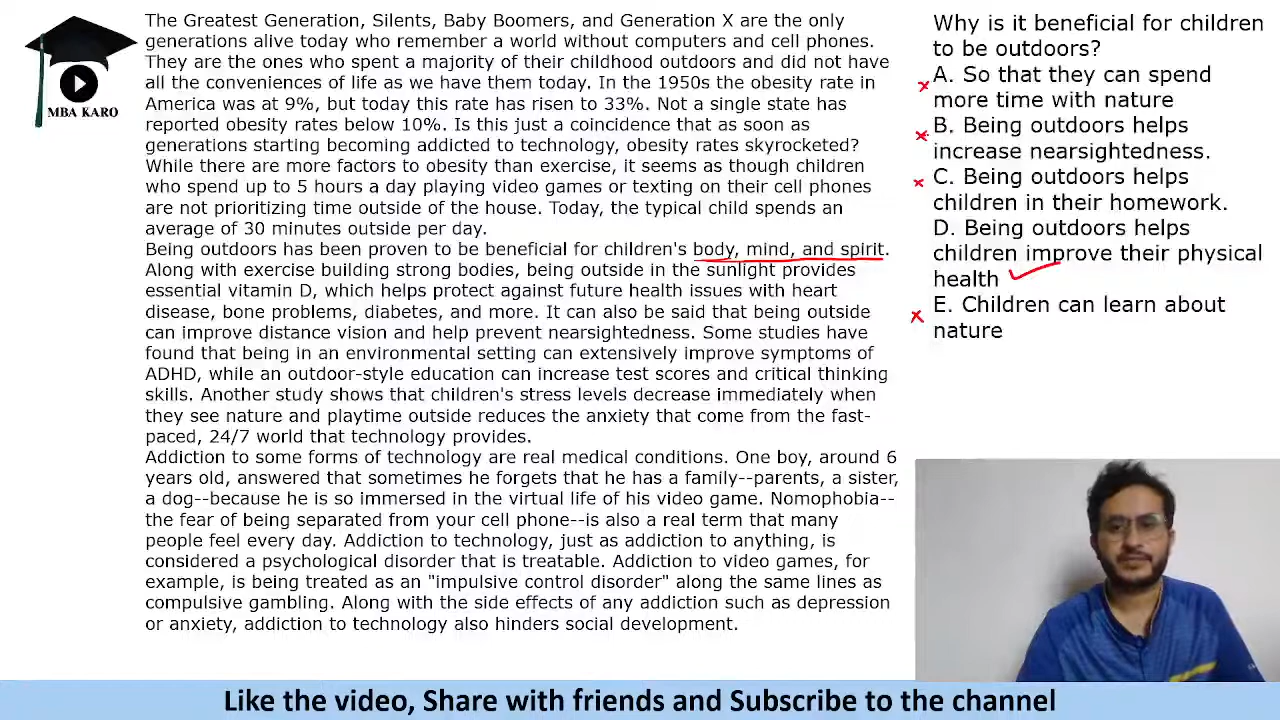 MBA KARO
The Greatest Generation, Silents, Baby Boomers, and Generation X are the only
generations alive today who remember a world without computers and cell phones.
They are the ones who spent a majority of their childhood outdoors and did not have
all the conveniences of life as we have them today. In the 1950s the obesity rate in
America was at 9%, but today this rate has risen to 33%. Not a single state has
reported obesity rates below 10%. Is this just a coincidence that as soon as
generations starting becoming addicted to technology, obesity rates skyrocketed?
While there are more factors to obesity than exercise, it seems as though children
who spend up to 5 hours a day playing video games or texting on their cell phones
are not prioritizing time outside of the house. Today, the typical child spends an
average of 30 minutes outside per day.
Being outdoors has been proven to be beneficial for children's body, mind, and spirit.
Along with exercise building strong bodies, being outside in the sunlight provides
essential vitamin D, which helps protect against future health issues with heart
disease, bone problems, diabetes, and more. It can also be said that being outside
can improve distance vision and help prevent nearsightedness. Some studies have
found that being in an environmental setting can extensively improve symptoms of
ADHD, while an outdoor-style education can increase test scores and critical thinking
skills. Another study shows that children's stress levels decrease immediately when
they see nature and playtime outside reduces the anxiety that come from the fast-
paced, 24/7 world that technology provides.
Addiction to some forms of technology are real medical conditions. One boy, around 6
years old, answered that sometimes he forgets that he has a family--parents, a sister,
a dog--because he is so immersed in the virtual life of his video game. Nomophobia--
the fear of being separated from your cell phone--is also a real term that many
people feel every day. Addiction to technology, just as addiction to anything, is
considered a psychological disorder that is treatable. Addiction to video games, for
example, is being treated as an "impulsive control disorder" along the same lines as
compulsive gambling. Along with the side effects of any addiction such as depression
or anxiety, addiction to technology also hinders social development.
Why is it beneficial for children
to be outdoors?
A. So that they can spend
more time with nature
B. Being outdoors helps
increase nearsightedness.
C. Being outdoors helps
children in their homework.
D. Being outdoors helps
children improve their physical
health
E. Children can learn about
nature
Like the video, Share with friends and Subscribe to the channel